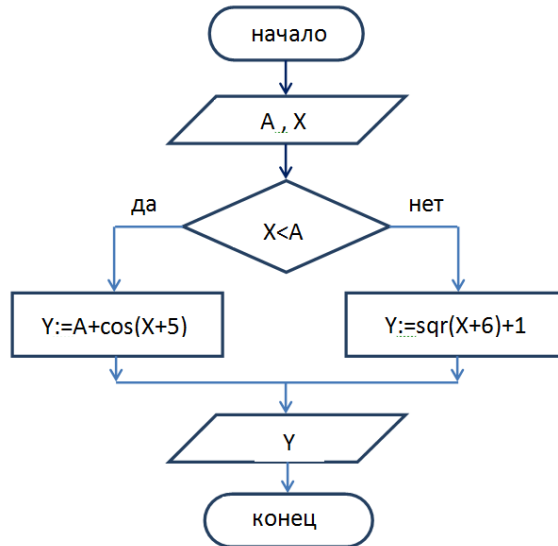 начало
A , X
X<A
да
нет
Y:=A+cos(X+5)
Y:=sqr(X+6)+1
Y
конец